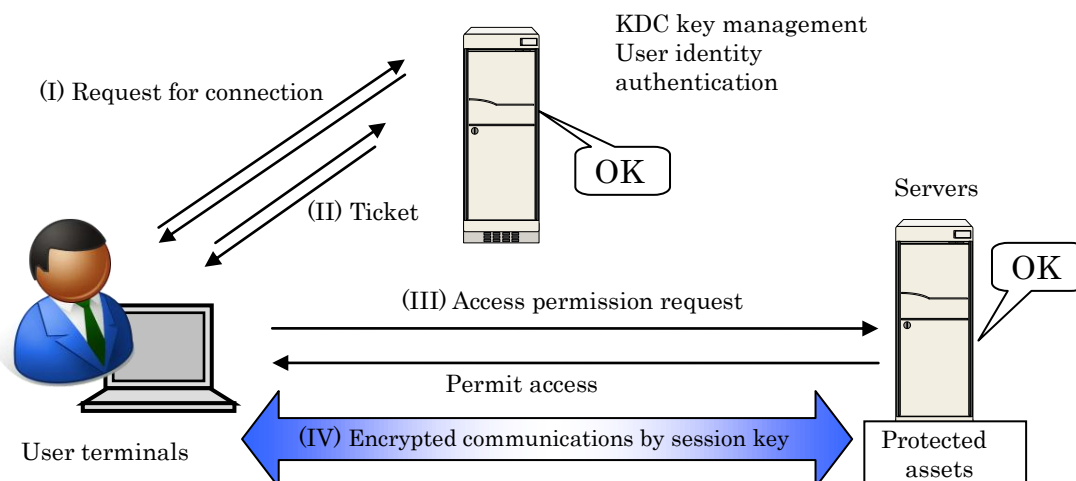 KDC key management
User identity
authentication
(I) Request for connection
OK
(II) Ticket
Servers
OK
(III) Access permission request
Permit access
(IV) Encrypted communications by session key
User terminals
Protected
assets